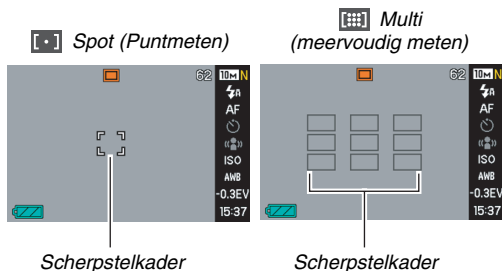 Spot (Puntmeten)
Multi
(meervoudig meten)
62 10M N
AF
ISO
AWB
-0.3EV
15:37
62 10M N
A
AF
ISO
AWB
-0.3EV
15:37
Scherpstelkader
Scherpstelkader